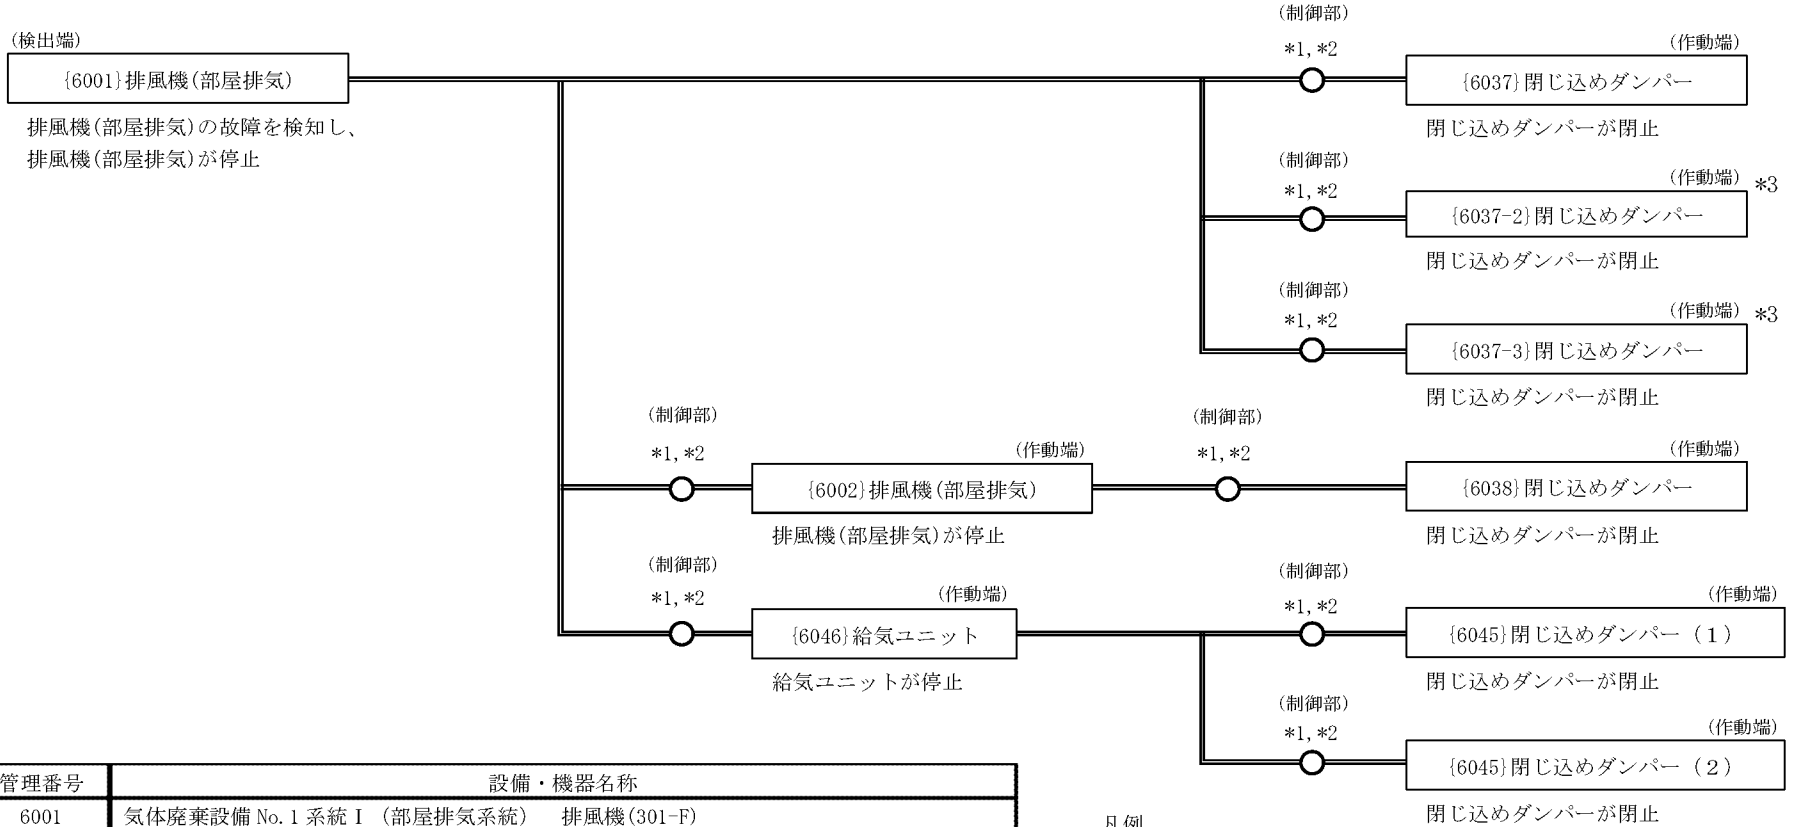 (検出端)
{6001}排風機(部屋排気)
排風機(部屋排気)の故障を検知し、
排風機(部屋排気)が停止
(制御部)
*1,*2
(作動端)
{6037}閉じ込めダンパー
閉じ込めダンパーが閉止
(制御部)
*1,*2
(作動端) *3
{6037-2}閉じ込めダンパー
閉じ込めダンパーが閉止
(制御部)
*1,*2
(作動端) *3
{6037-3}閉じ込めダンパー
閉じ込めダンパーが閉止
(制御部)
*1,*2
(作動端)
{6002}排風機(部屋排気)
排風機(部屋排気)が停止
(制御部)
*1,*2
(作動端)
{6038}閉じ込めダンパー
閉じ込めダンパーが閉止
(制御部)
*1,*2
(作動端)
{6046}給気ユニット
給気ユニットが停止
(制御部)
*1,*2
(作動端)
{6045}閉じ込めダンパー(1)
閉じ込めダンパーが閉止
(制御部)
*1,*2
(作動端)
{6045}閉じ込めダンパー(2)
閉じ込めダンパーが閉止
管理番号 設備・機器名称
6001 気体廃棄設備 No.1 系統Ⅰ (部屋排気系統) 排風機(301-F)
凡例